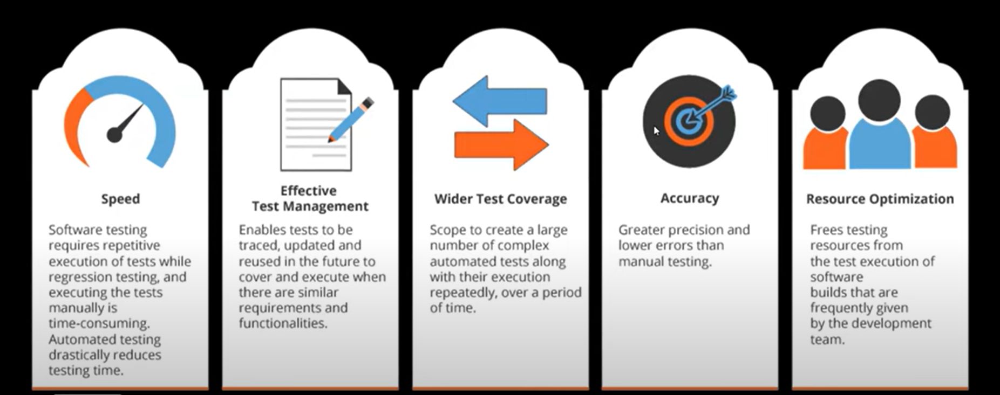 Speed
Software testing
requires repetitive
execution of tests while
regression testing, and
executing the tests
manually is
time-consuming.
Automated testing
drastically reduces
testing time.
Effective
Test Management
Enables tests to be
traced, updated and
reused in the future to
cover and execute when
there are similar
requirements and
functionalities.
Wider Test Coverage
Scope to create a large
number of complex
automated tests along
with their execution
repeatedly, over a period
of time.
Accuracy
Greater precision and
lower errors than
manual testing.
Resource Optimization
Frees testing
resources from
the test execution of
software
builds that are
frequently given
by the development
team.